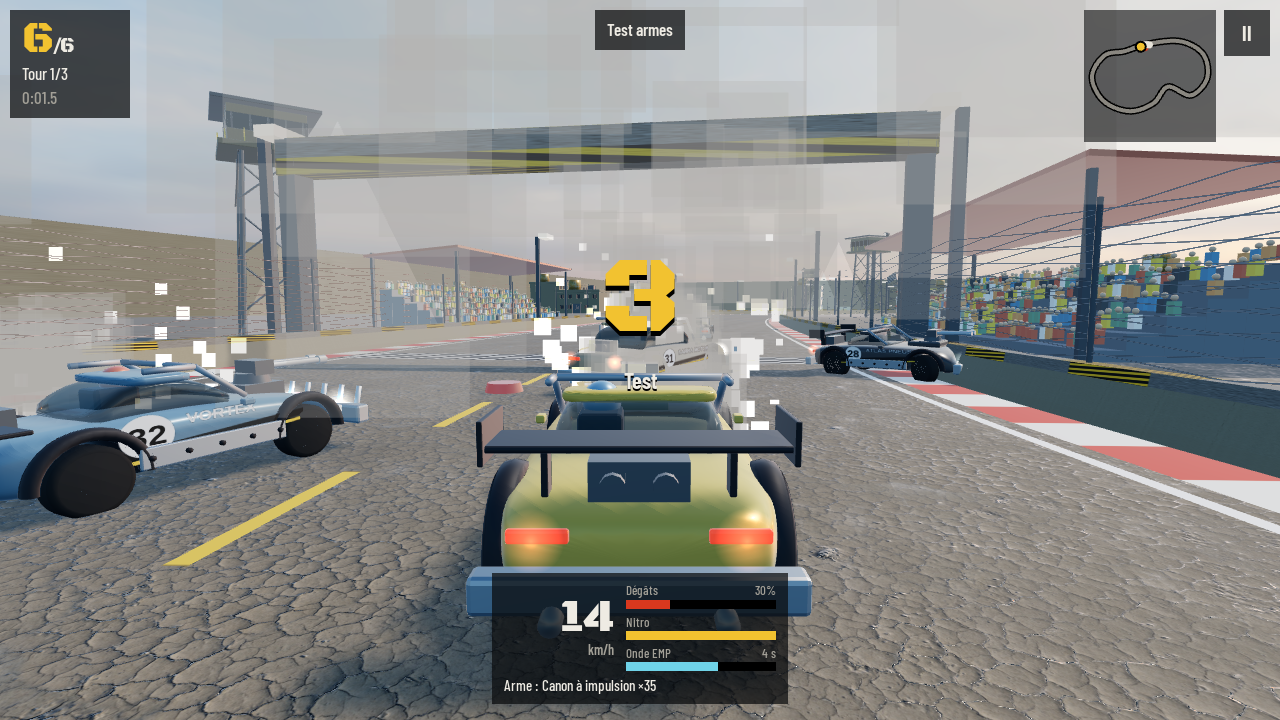 6/6
Tour 1/3
0:01.5
Test armes
3
Test
31
28
32
VORTEX
14
km/h
Dégâts 30%
Nitro
Onde EMP 4 s
Arme : Canon à impulsion ×35